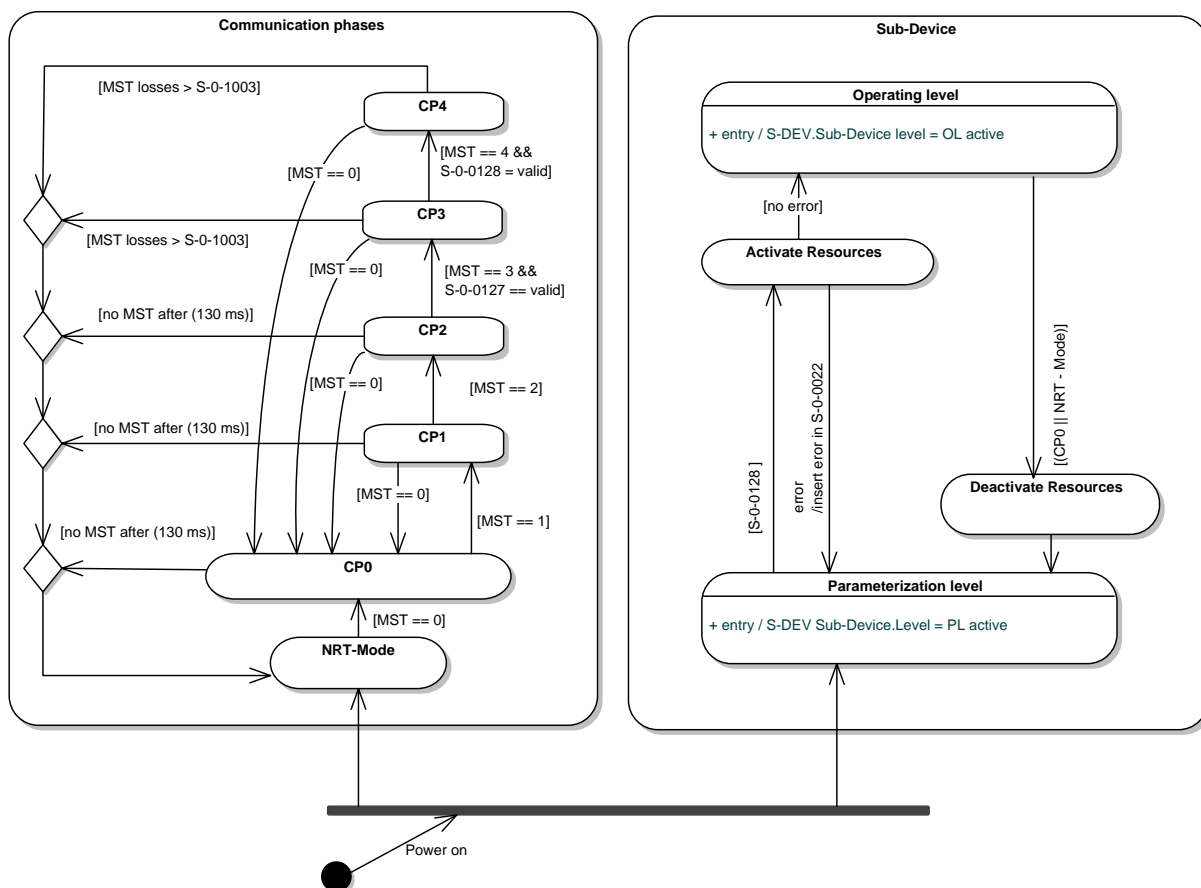 Communication phases
[MST losses > S-0-1003]
CP4
[MST == 0]
[MST == 4 &&
S-0-0128 = valid]
CP3
[MST losses > S-0-1003]
[MST == 0]
[MST == 3 &&
S-0-0127 == valid]
[no MST after (130 ms)]
CP2
[MST == 0]
[MST == 2]
[no MST after (130 ms)]
CP1
[MST == 0]
[MST == 1]
[no MST after (130 ms)]
CP0
[MST == 0]
NRT-Mode
Sub-Device
Operating level
+ entry / S-DEV.Sub-Device level = OL active
[no error]
Activate Resources
[S-0-0128 ]
error
/insert error in S-0-0022
[(CP0 || NRT - Mode)]
Deactivate Resources
Parameterization level
+ entry / S-DEV Sub-Device.Level = PL active
Power on